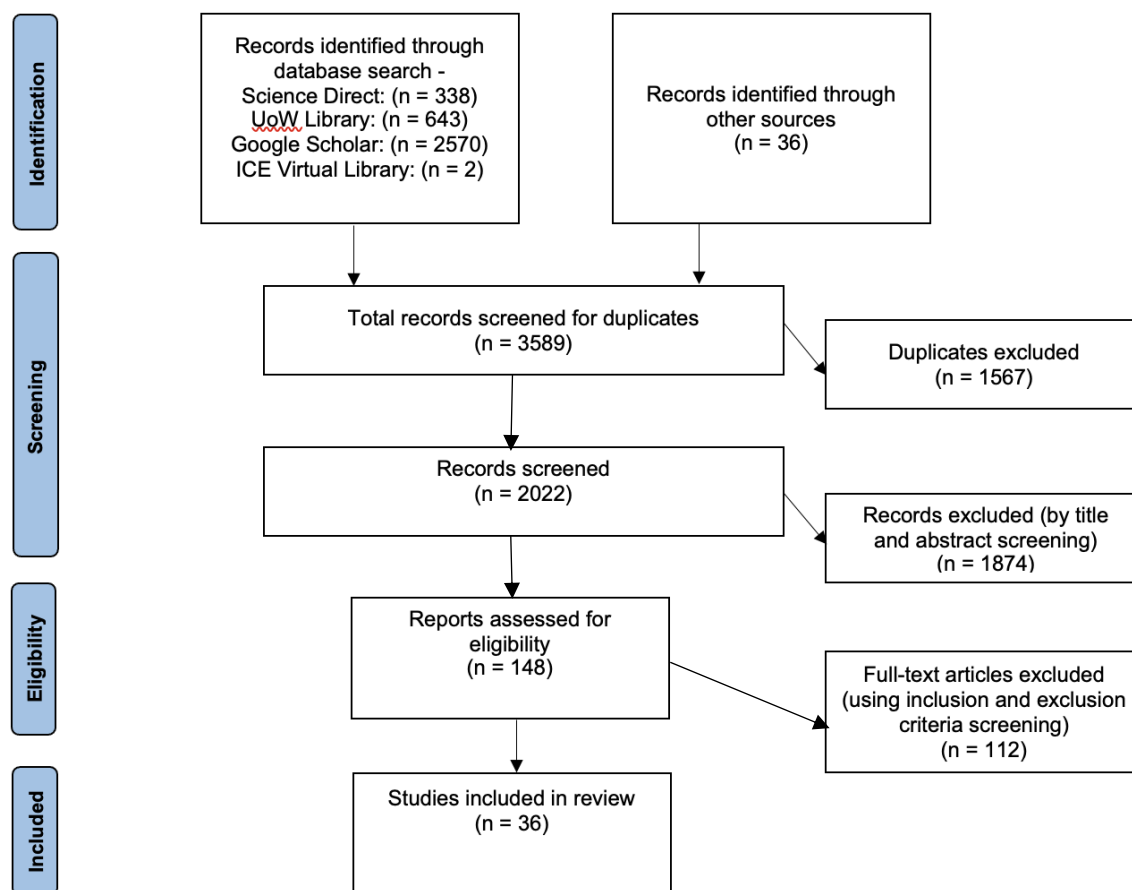 Identification
Records identified through
database search -
Science Direct: (n = 338)
UoW Library: (n = 643)
Google Scholar: (n = 2570)
ICE Virtual Library: (n = 2)
Records identified through
other sources
(n = 36)
Screening
Total records screened for duplicates
(n = 3589)
Duplicates excluded
(n = 1567)
Records screened
(n = 2022)
Records excluded (by title
and abstract screening)
(n = 1874)
Eligibility
Reports assessed for
eligibility
(n = 148)
Full-text articles excluded
(using inclusion and exclusion
criteria screening)
(n = 112)
Included
Studies included in review
(n = 36)